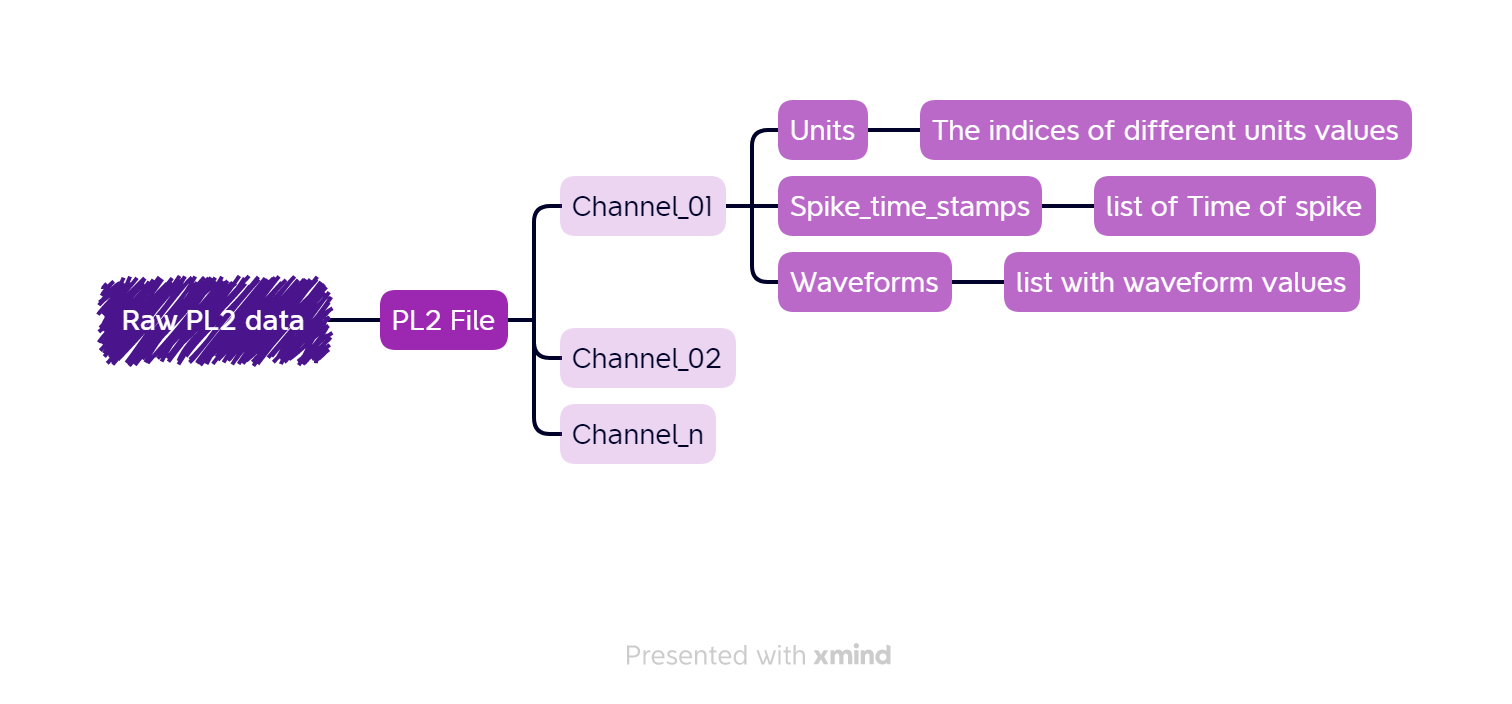 Raw PL2 data
PL2 File
Channel_01
Units
The indices of different units values
Spike_time_stamps
list of Time of spike
Waveforms
list with waveform values
Channel_02
Channel_n
Presented with xmind